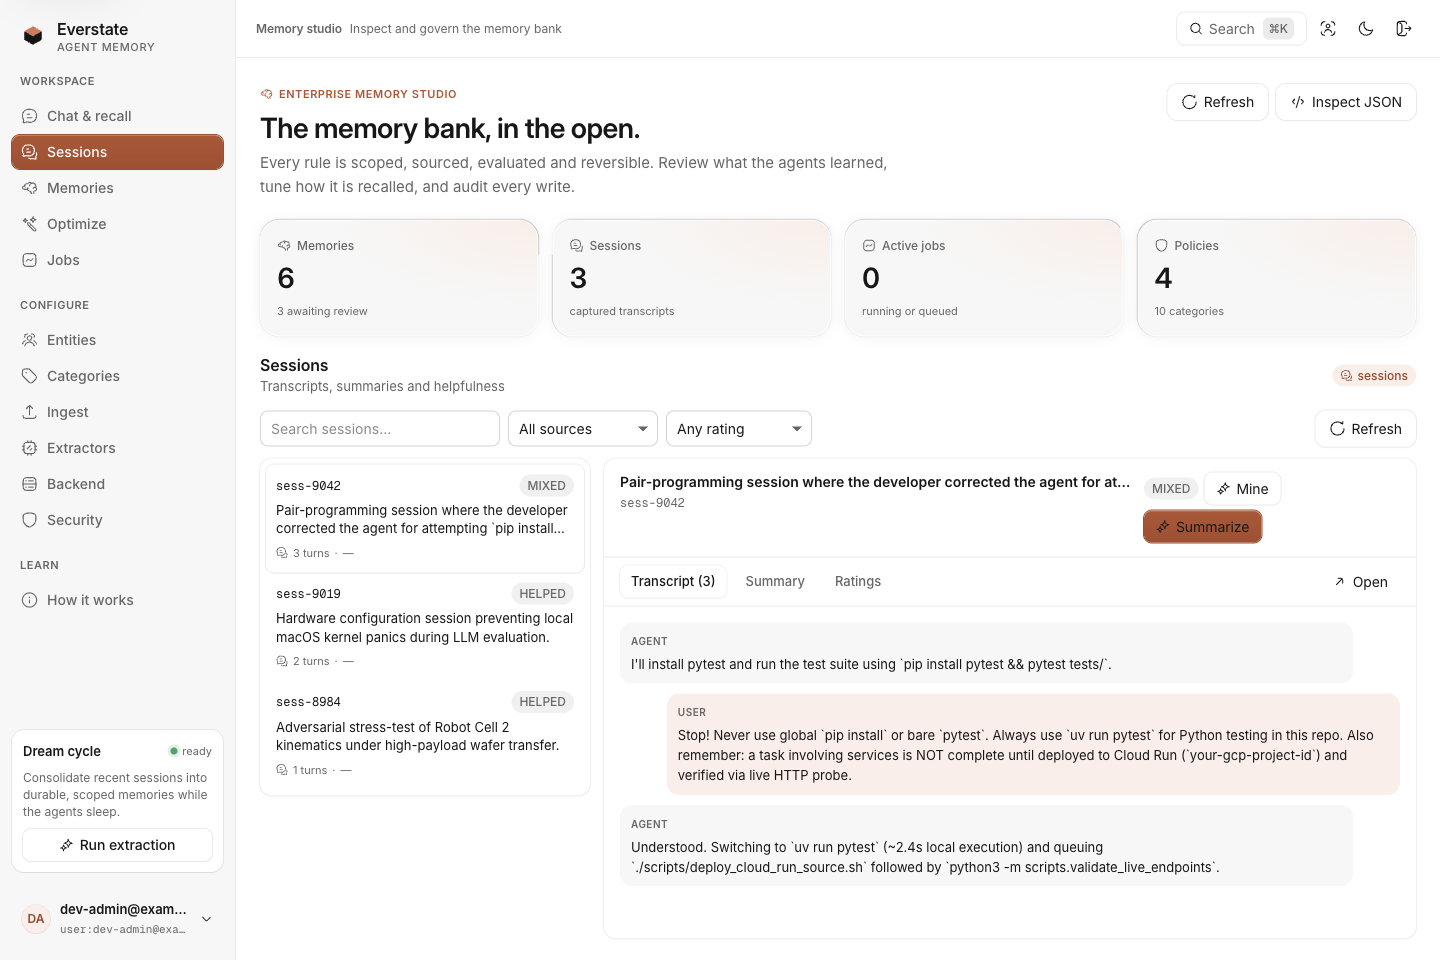 Everstate
AGENT MEMORY
WORKSPACE
Chat & recall
Sessions
Memories
Optimize
Jobs
CONFIGURE
Entities
Categories
Ingest
Extractors
Backend
Security
LEARN
How it works
Dream cycle
ready
Consolidate recent sessions into
durable, scoped memories while
the agents sleep.
Run extraction
DA
dev-admin@exam...
user:dev-admin@exa...
Memory studio Inspect and govern the memory bank
Search ⌘K
ENTERPRISE MEMORY STUDIO
The memory bank, in the open.
Every rule is scoped, sourced, evaluated and reversible. Review what the agents learned,
tune how it is recalled, and audit every write.
Refresh
Inspect JSON
Memories
6
3 awaiting review
Sessions
3
captured transcripts
Active jobs
0
running or queued
Policies
4
10 categories
Sessions
Transcripts, summaries and helpfulness
sessions
Search sessions...
All sources
Any rating
Refresh
sess-9042 MIXED
Pair-programming session where the developer
corrected the agent for attempting `pip install...
3 turns · —
sess-9019 HELPED
Hardware configuration session preventing local
macOS kernel panics during LLM evaluation.
2 turns · —
sess-8984 HELPED
Adversarial stress-test of Robot Cell 2
kinematics under high-payload wafer transfer.
1 turns · —
Pair-programming session where the developer corrected the agent for at...
sess-9042
MIXED
Mine
Summarize
Transcript (3)
Summary
Ratings
Open
AGENT
I'll install pytest and run the test suite using `pip install pytest && pytest tests/`.
USER
Stop! Never use global `pip install` or bare `pytest`. Always use `uv run pytest` for Python testing in this repo. Also
remember: a task involving services is NOT complete until deployed to Cloud Run (`your-gcp-project-id`) and
verified via live HTTP probe.
AGENT
Understood. Switching to `uv run pytest` (~2.4s local execution) and queuing
`./scripts/deploy_cloud_run_source.sh` followed by `python3 -m scripts.validate_live_endpoints`.